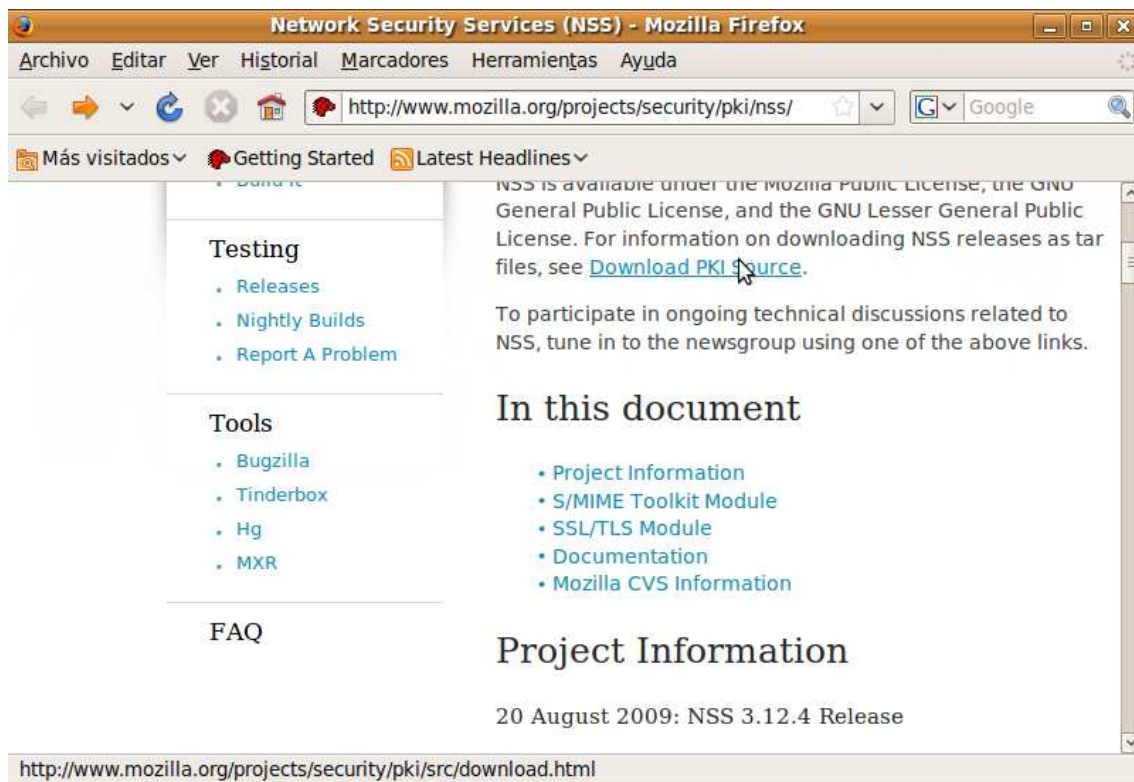 Network Security Services (NSS) - Mozilla Firefox
Archivo Editar Ver Historial Marcadores Herramientas Ayuda
http://www.mozilla.org/projects/security/pki/nss/ G Google
Más visitados Getting Started Latest Headlines
Build It
Testing
Releases
Nightly Builds
Report A Problem
Tools
Bugzilla
Tinderbox
Hg
MXR
FAQ
NSS is available under the Mozilla Public License, the GNU
General Public License, and the GNU Lesser General Public
License. For information on downloading NSS releases as tar
files, see Download PKI Source.
To participate in ongoing technical discussions related to
NSS, tune in to the newsgroup using one of the above links.
In this document
• Project Information
• S/MIME Toolkit Module
• SSL/TLS Module
• Documentation
• Mozilla CVS Information
Project Information
20 August 2009: NSS 3.12.4 Release
http://www.mozilla.org/projects/security/pki/src/download.html